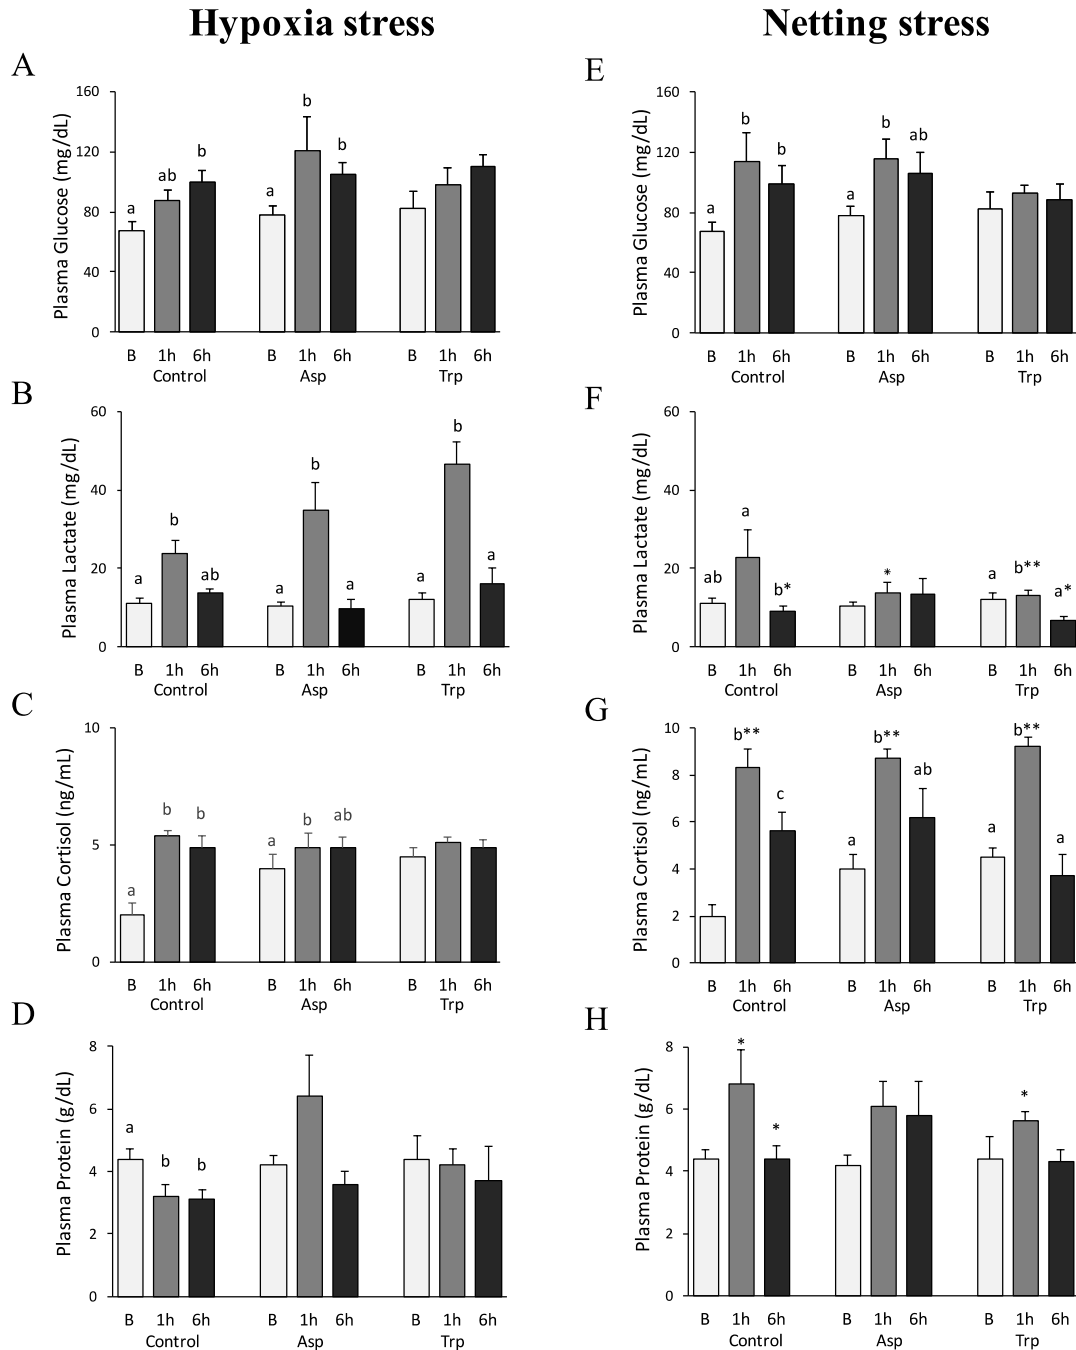 Hypoxia stress
Netting stress
A
Plasma Glucose (mg/dL)
160
120
80
40
0
a
ab
b
a
b
b
B 1h 6h
B 1h 6h
B 1h 6h
Control
Asp
Trp
E
Plasma Glucose (mg/dL)
160
120
80
40
0
a
b
b
a
b
ab
B 1h 6h
B 1h 6h
B 1h 6h
Control
Asp
Trp
B
Plasma Lactate (mg/dL)
60
40
20
0
a
b
ab
a
b
a
a
b
a
B 1h 6h
B 1h 6h
B 1h 6h
Control
Asp
Trp
F
Plasma Lactate (mg/dL)
60
40
20
0
ab
a
b*
*
a
b**
a*
B 1h 6h
B 1h 6h
B 1h 6h
Control
Asp
Trp
C
Plasma Cortisol (ng/mL)
10
5
0
a
b
b
a
b
ab
B 1h 6h
B 1h 6h
B 1h 6h
Control
Asp
Trp
G
Plasma Cortisol (ng/mL)
10
8
6
4
2
0
b**
c
a
b**
ab
a
b**
a
B 1h 6h
B 1h 6h
B 1h 6h
Control
Asp
Trp
D
Plasma Protein (g/dL)
8
6
4
2
0
a
b
b
B 1h 6h
B 1h 6h
B 1h 6h
Control
Asp
Trp
H
Plasma Protein (g/dL)
8
6
4
2
0
*
*
*
B 1h 6h
B 1h 6h
B 1h 6h
Control
Asp
Trp